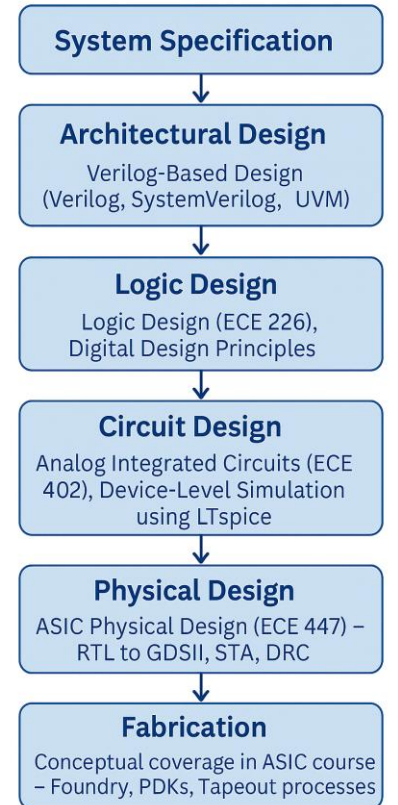 System Specification
Architectural Design
Verilog-Based Design
(Verilog, SystemVerilog, UVM)
Logic Design
Logic Design (ECE 226),
Digital Design Principles
Circuit Design
Analog Integrated Circuits (ECE
402), Device-Level Simulation
using LTspice
Physical Design
ASIC Physical Design (ECE 447) –
RTL to GDSII, STA, DRC
Fabrication
Conceptual coverage in ASIC course
– Foundry, PDKs, Tapeout processes